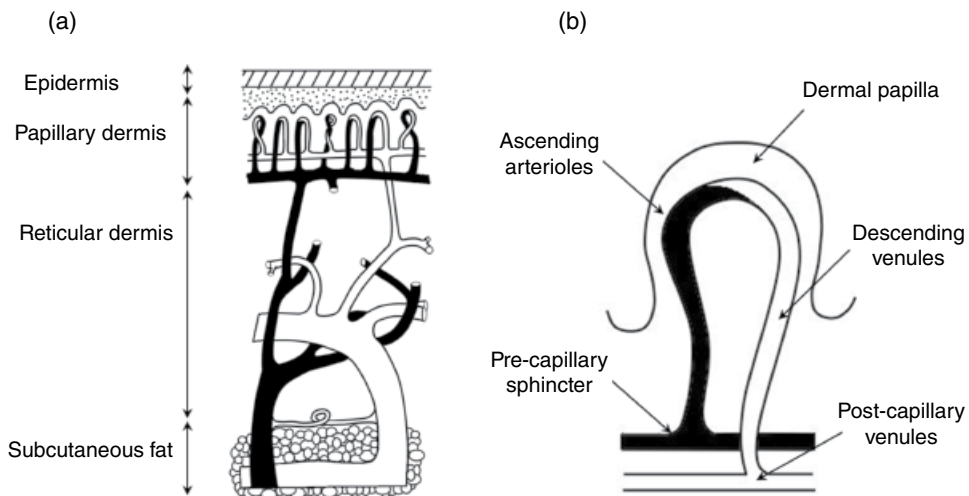 (a)
Epidermis
Papillary dermis
Reticular dermis
Subcutaneous fat
(b)
Dermal papilla
Ascending
arterioles
Descending
venules
Pre-capillary
sphincter
Post-capillary
venules